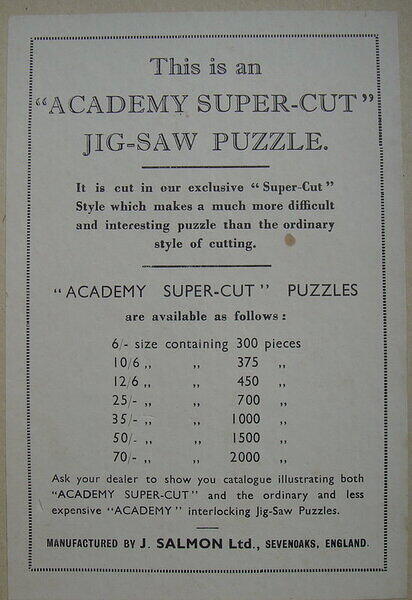 This is an
"ACADEMY SUPER-CUT"
JIG-SAW PUZZLE.
It is cut in our exclusive "Super-Cut"
Style which makes a much more difficult
and interesting puzzle than the ordinary
style of cutting.
"ACADEMY SUPER-CUT" PUZZLES
are available as follows:
6/- size containing 300 pieces
10/6 ,, ,, 375 ,,
12/6 ,, ,, 450 ,,
25/- ,, ,, 700 ,,
35/- ,, ,, 1000 ,,
50/- ,, ,, 1500 ,,
70/- ,, ,, 2000 ,,
Ask your dealer to show you catalogue illustrating both
"ACADEMY SUPER-CUT" and the ordinary and less
expensive "ACADEMY" interlocking Jig-Saw Puzzles.
MANUFACTURED BY J. SALMON Ltd., SEVENOAKS, ENGLAND.